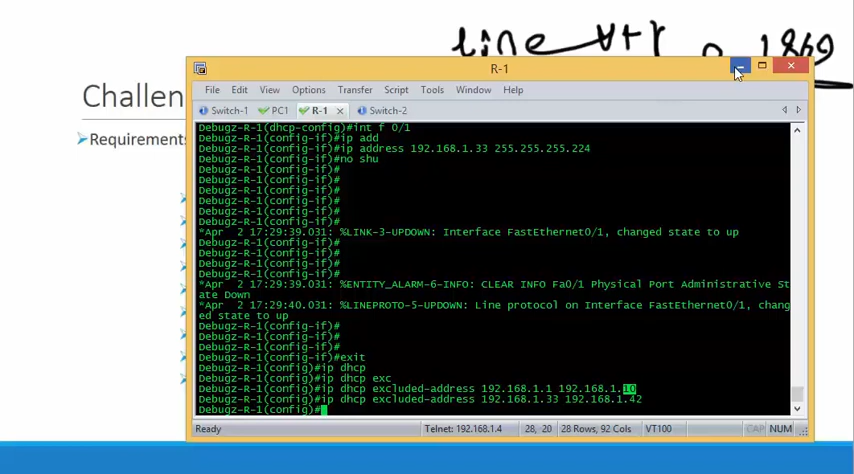 line vty 0 1869
R-1
Challen
File Edit View Options Transfer Script Tools Window Help
Switch-1 PC1 R-1 Switch-2
Requirements
Debugz-R-1(dhcp-config)#int f 0/1
Debugz-R-1(config-if)#ip add
Debugz-R-1(config-if)#ip address 192.168.1.33 255.255.255.224
Debugz-R-1(config-if)#no shu
Debugz-R-1(config-if)#
Debugz-R-1(config-if)#
Debugz-R-1(config-if)#
Debugz-R-1(config-if)#
Debugz-R-1(config-if)#
Debugz-R-1(config-if)#
*Apr 2 17:29:39.031: %LINK-3-UPDOWN: Interface FastEthernet0/1, changed state to up
Debugz-R-1(config-if)#
Debugz-R-1(config-if)#
Debugz-R-1(config-if)#
Debugz-R-1(config-if)#
*Apr 2 17:29:39.031: %ENTITY_ALARM-6-INFO: CLEAR INFO Fa0/1 Physical Port Administrative St
ate Down
*Apr 2 17:29:40.031: %LINEPROTO-5-UPDOWN: Line protocol on Interface FastEthernet0/1, chang
ed state to up
Debugz-R-1(config-if)#
Debugz-R-1(config-if)#
Debugz-R-1(config-if)#
Debugz-R-1(config-if)#exit
Debugz-R-1(config)#ip dhcp
Debugz-R-1(config)#ip dhcp exc
Debugz-R-1(config)#ip dhcp excluded-address 192.168.1.1 192.168.1.10
Debugz-R-1(config)#ip dhcp excluded-address 192.168.1.33 192.168.1.42
Debugz-R-1(config)#
Ready Telnet: 192.168.1.4 28, 20 28 Rows, 92 Cols VT100 CAP NUM